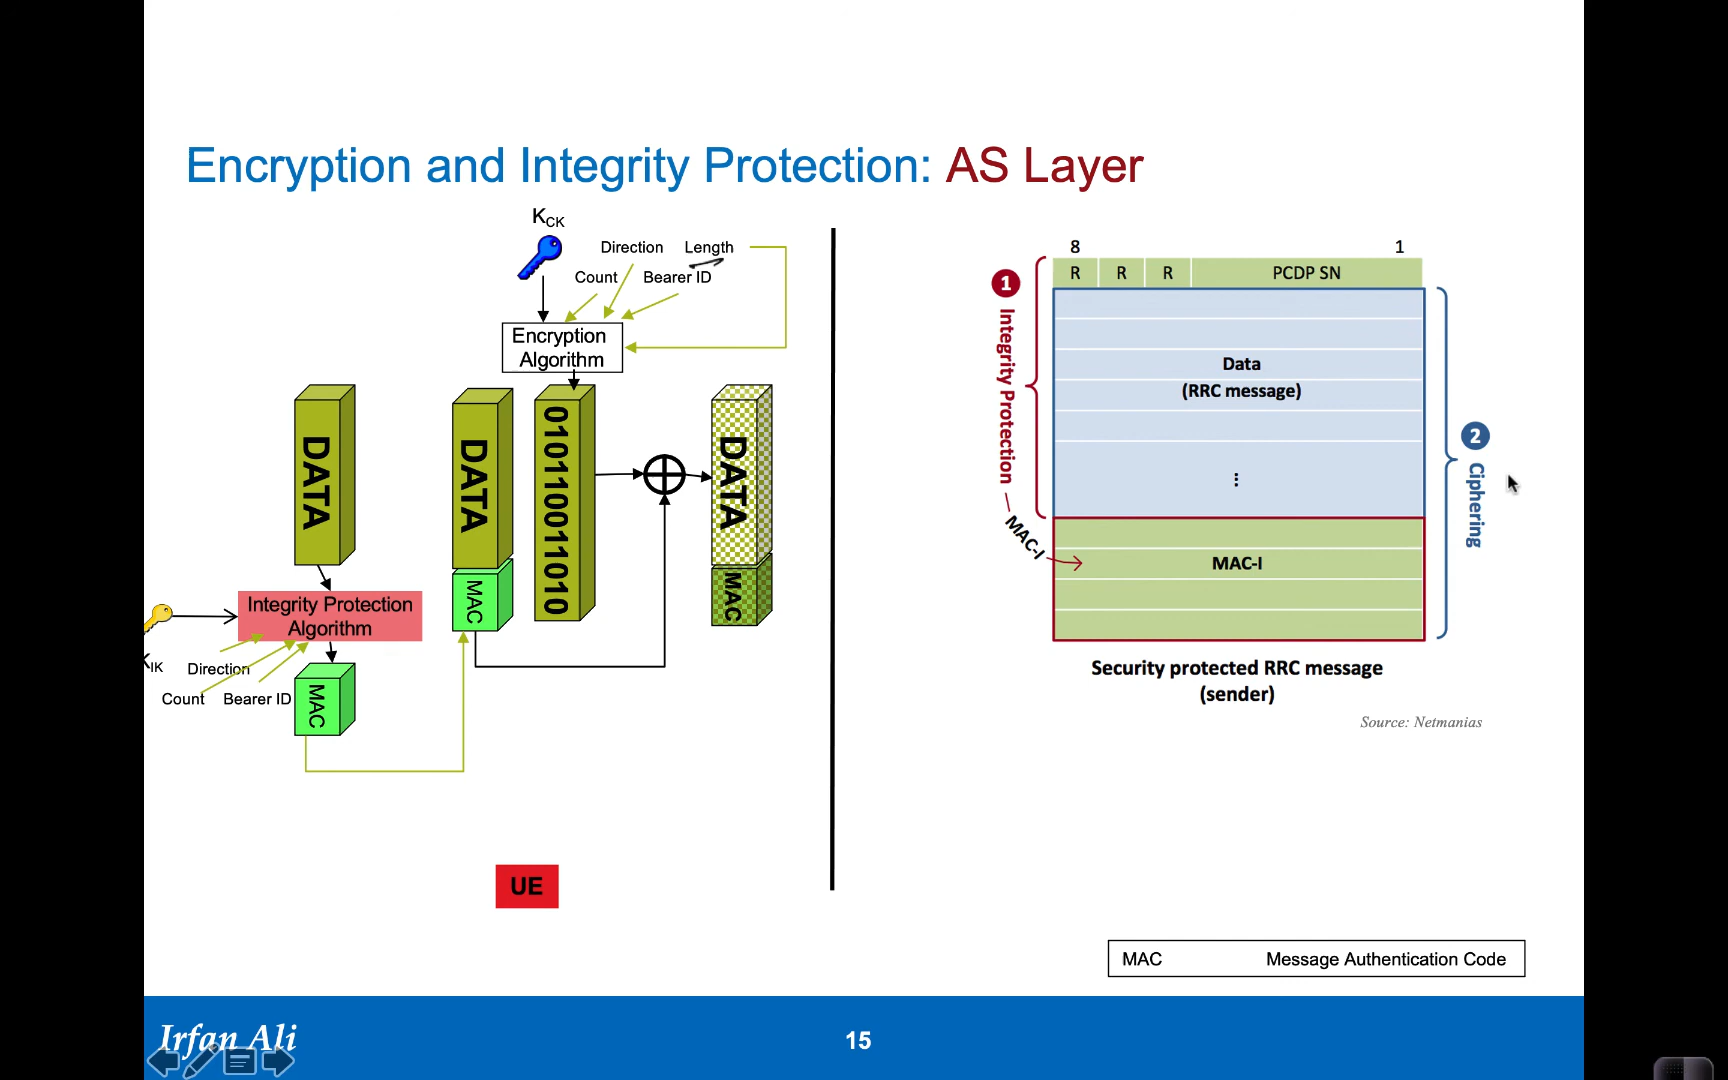 Encryption and Integrity Protection: AS Layer
KCK
Direction Length
Count Bearer ID
Encryption
Algorithm
DATA
DATA
010110011010
DATA
MAC
MAC
Integrity Protection
Algorithm
KIK
Direction
Count Bearer ID
MAC
UE
8 1
R R R PCDP SN
1 Integrity Protection
MAC-I
Data
(RRC message)
⋮
MAC-I
2 Ciphering
Security protected RRC message
(sender)
Source: Netmanias
MAC Message Authentication Code
Irfan Ali
15